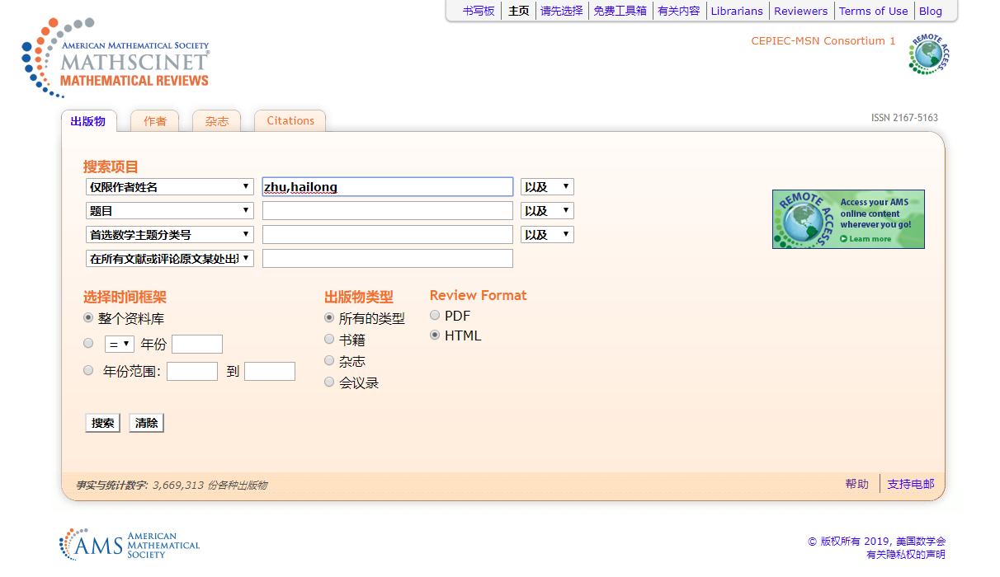 书写板 主页 请先选择 免费工具箱 有关内容 Librarians Reviewers Terms of Use Blog
AMERICAN MATHEMATICAL SOCIETY
MATHSCINET®
MATHEMATICAL REVIEWS
CEPIEC-MSN Consortium 1
REMOTE ACCESS
出版物 作者 杂志 Citations
ISSN 2167-5163
搜索项目
仅限作者姓名 zhu,hailong 以及
题目 以及
首选数学主题分类号 以及
在所有文献或评论原文某处出现
REMOTE ACCESS
Access your AMS
online content
wherever you go!
Learn more
选择时间框架 出版物类型 Review Format
整个资料库 所有的类型 PDF
= 年份 书籍 HTML
年份范围: 到 杂志
会议录
搜索 清除
事实与统计数字: 3,669,313 份各种出版物
帮助 支持电邮
AMS AMERICAN
MATHEMATICAL
SOCIETY
© 版权所有 2019, 美国数学会
有关隐私权的声明